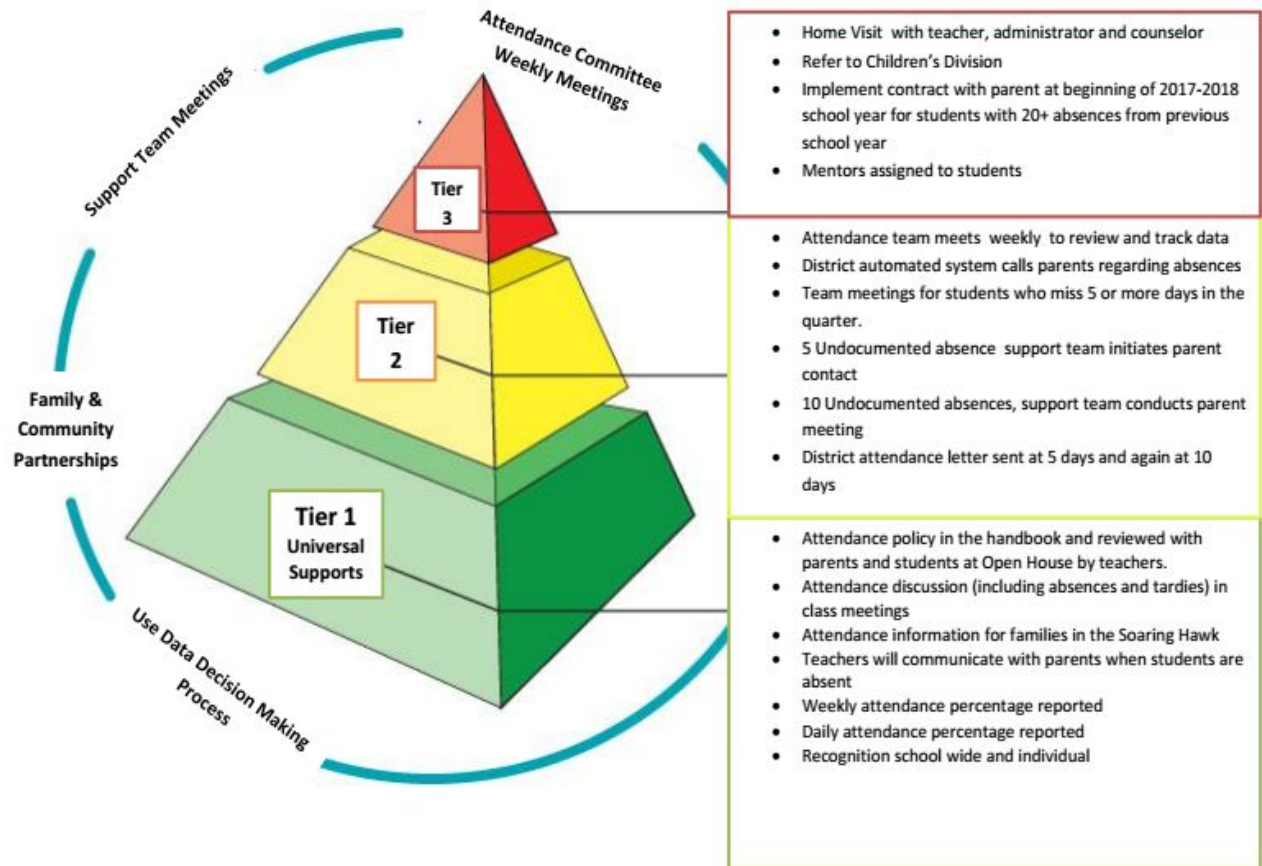 Attendance Committee
Weekly Meetings
Support Team Meetings
Family &
Community
Partnerships
Use Data Decision Making
Process
Tier
3
Tier
2
Tier 1
Universal
Supports
• Home Visit with teacher, administrator and counselor
• Refer to Children's Division
• Implement contract with parent at beginning of 2017-2018
school year for students with 20+ absences from previous
school year
• Mentors assigned to students
• Attendance team meets weekly to review and track data
• District automated system calls parents regarding absences
• Team meetings for students who miss 5 or more days in the
quarter.
• 5 Undocumented absence support team initiates parent
contact
• 10 Undocumented absences, support team conducts parent
meeting
• District attendance letter sent at 5 days and again at 10
days
• Attendance policy in the handbook and reviewed with
parents and students at Open House by teachers.
• Attendance discussion (including absences and tardies) in
class meetings
• Attendance information for families in the Soaring Hawk
• Teachers will communicate with parents when students are
absent
• Weekly attendance percentage reported
• Daily attendance percentage reported
• Recognition school wide and individual